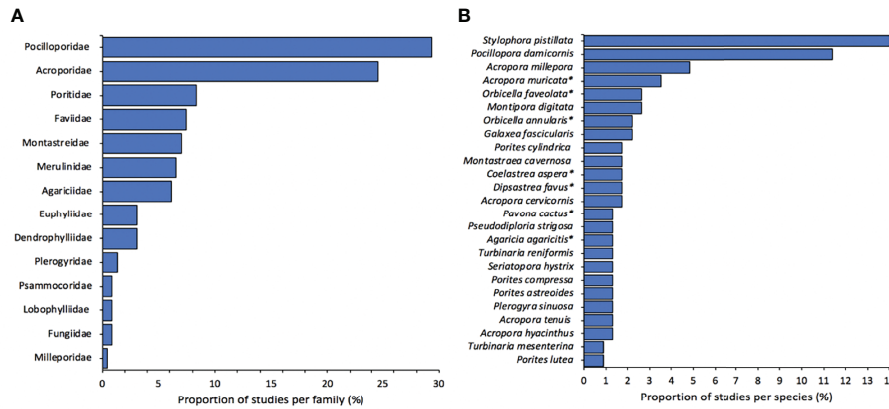 A
Pocilloporidae
Acroporidae
Poritidae
Faviidae
Montastreidae
Merulinidae
Agariciidae
Euphylliidae
Dendrophylliidae
Plerogyridae
Psammocoridae
Lobophylliidae
Fungiidae
Milleporidae
0 5 10 15 20 25 30
Proportion of studies per family (%)
B
Stylophora pistillata
Pocillopora damicornis
Acropora millepora
Acropora muricata*
Orbicella faveolata*
Montipora digitata
Orbicella annularis*
Galaxea fascicularis
Porites cylindrica
Montastraea cavernosa
Coelastrea aspera*
Dipsastrea favus*
Acropora cervicornis
Pavona cactus*
Pseudodiploria strigosa
Agaricia agaricitis*
Turbinaria reniformis
Seriatopora hystrix
Porites compressa
Porites astreoides
Plerogyra sinuosa
Acropora tenuis
Acropora hyacinthus
Turbinaria mesenterina
Porites lutea
0 1 2 3 4 5 6 7 8 9 10 11 12 13 14
Proportion of studies per species (%)